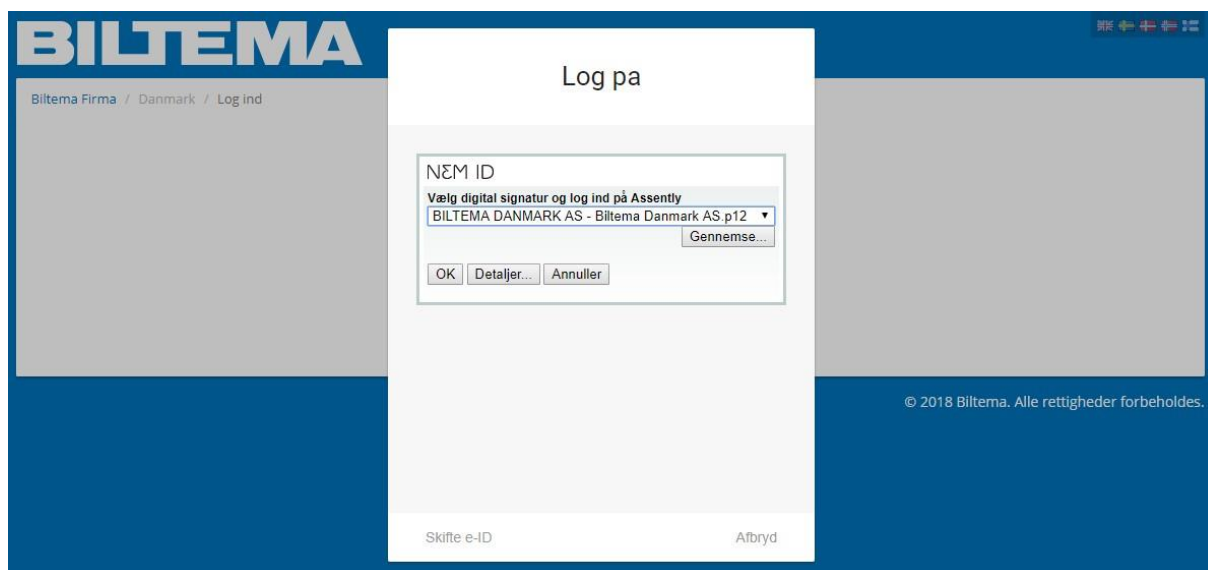 BILTEMA
Biltema Firma / Danmark / Log ind
Log pa
NEM ID
Vælg digital signatur og log ind på Assently
BILTEMA DANMARK AS - Biltema Danmark AS.p12
Gennemse...
OK Detaljer... Annuller
© 2018 Biltema. Alle rettigheder forbeholdes.
Skifte e-ID Afbryd